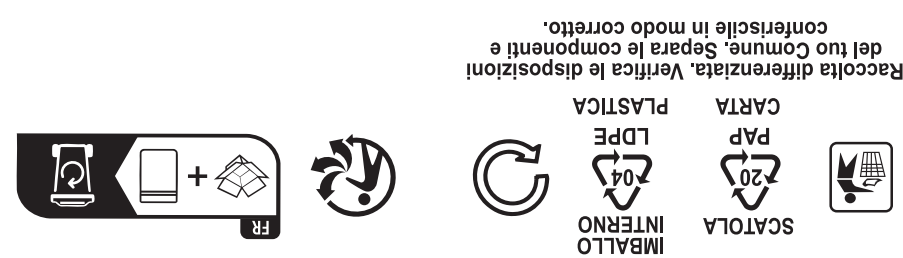 SCATOLA
20
PAP
CARTA
IMBALLO
INTERNO
04
LDPE
PLASTICA
Raccolta differenziata. Verifica le disposizioni
del tuo Comune. Separa le componenti e
conferiscile in modo corretto.
FR